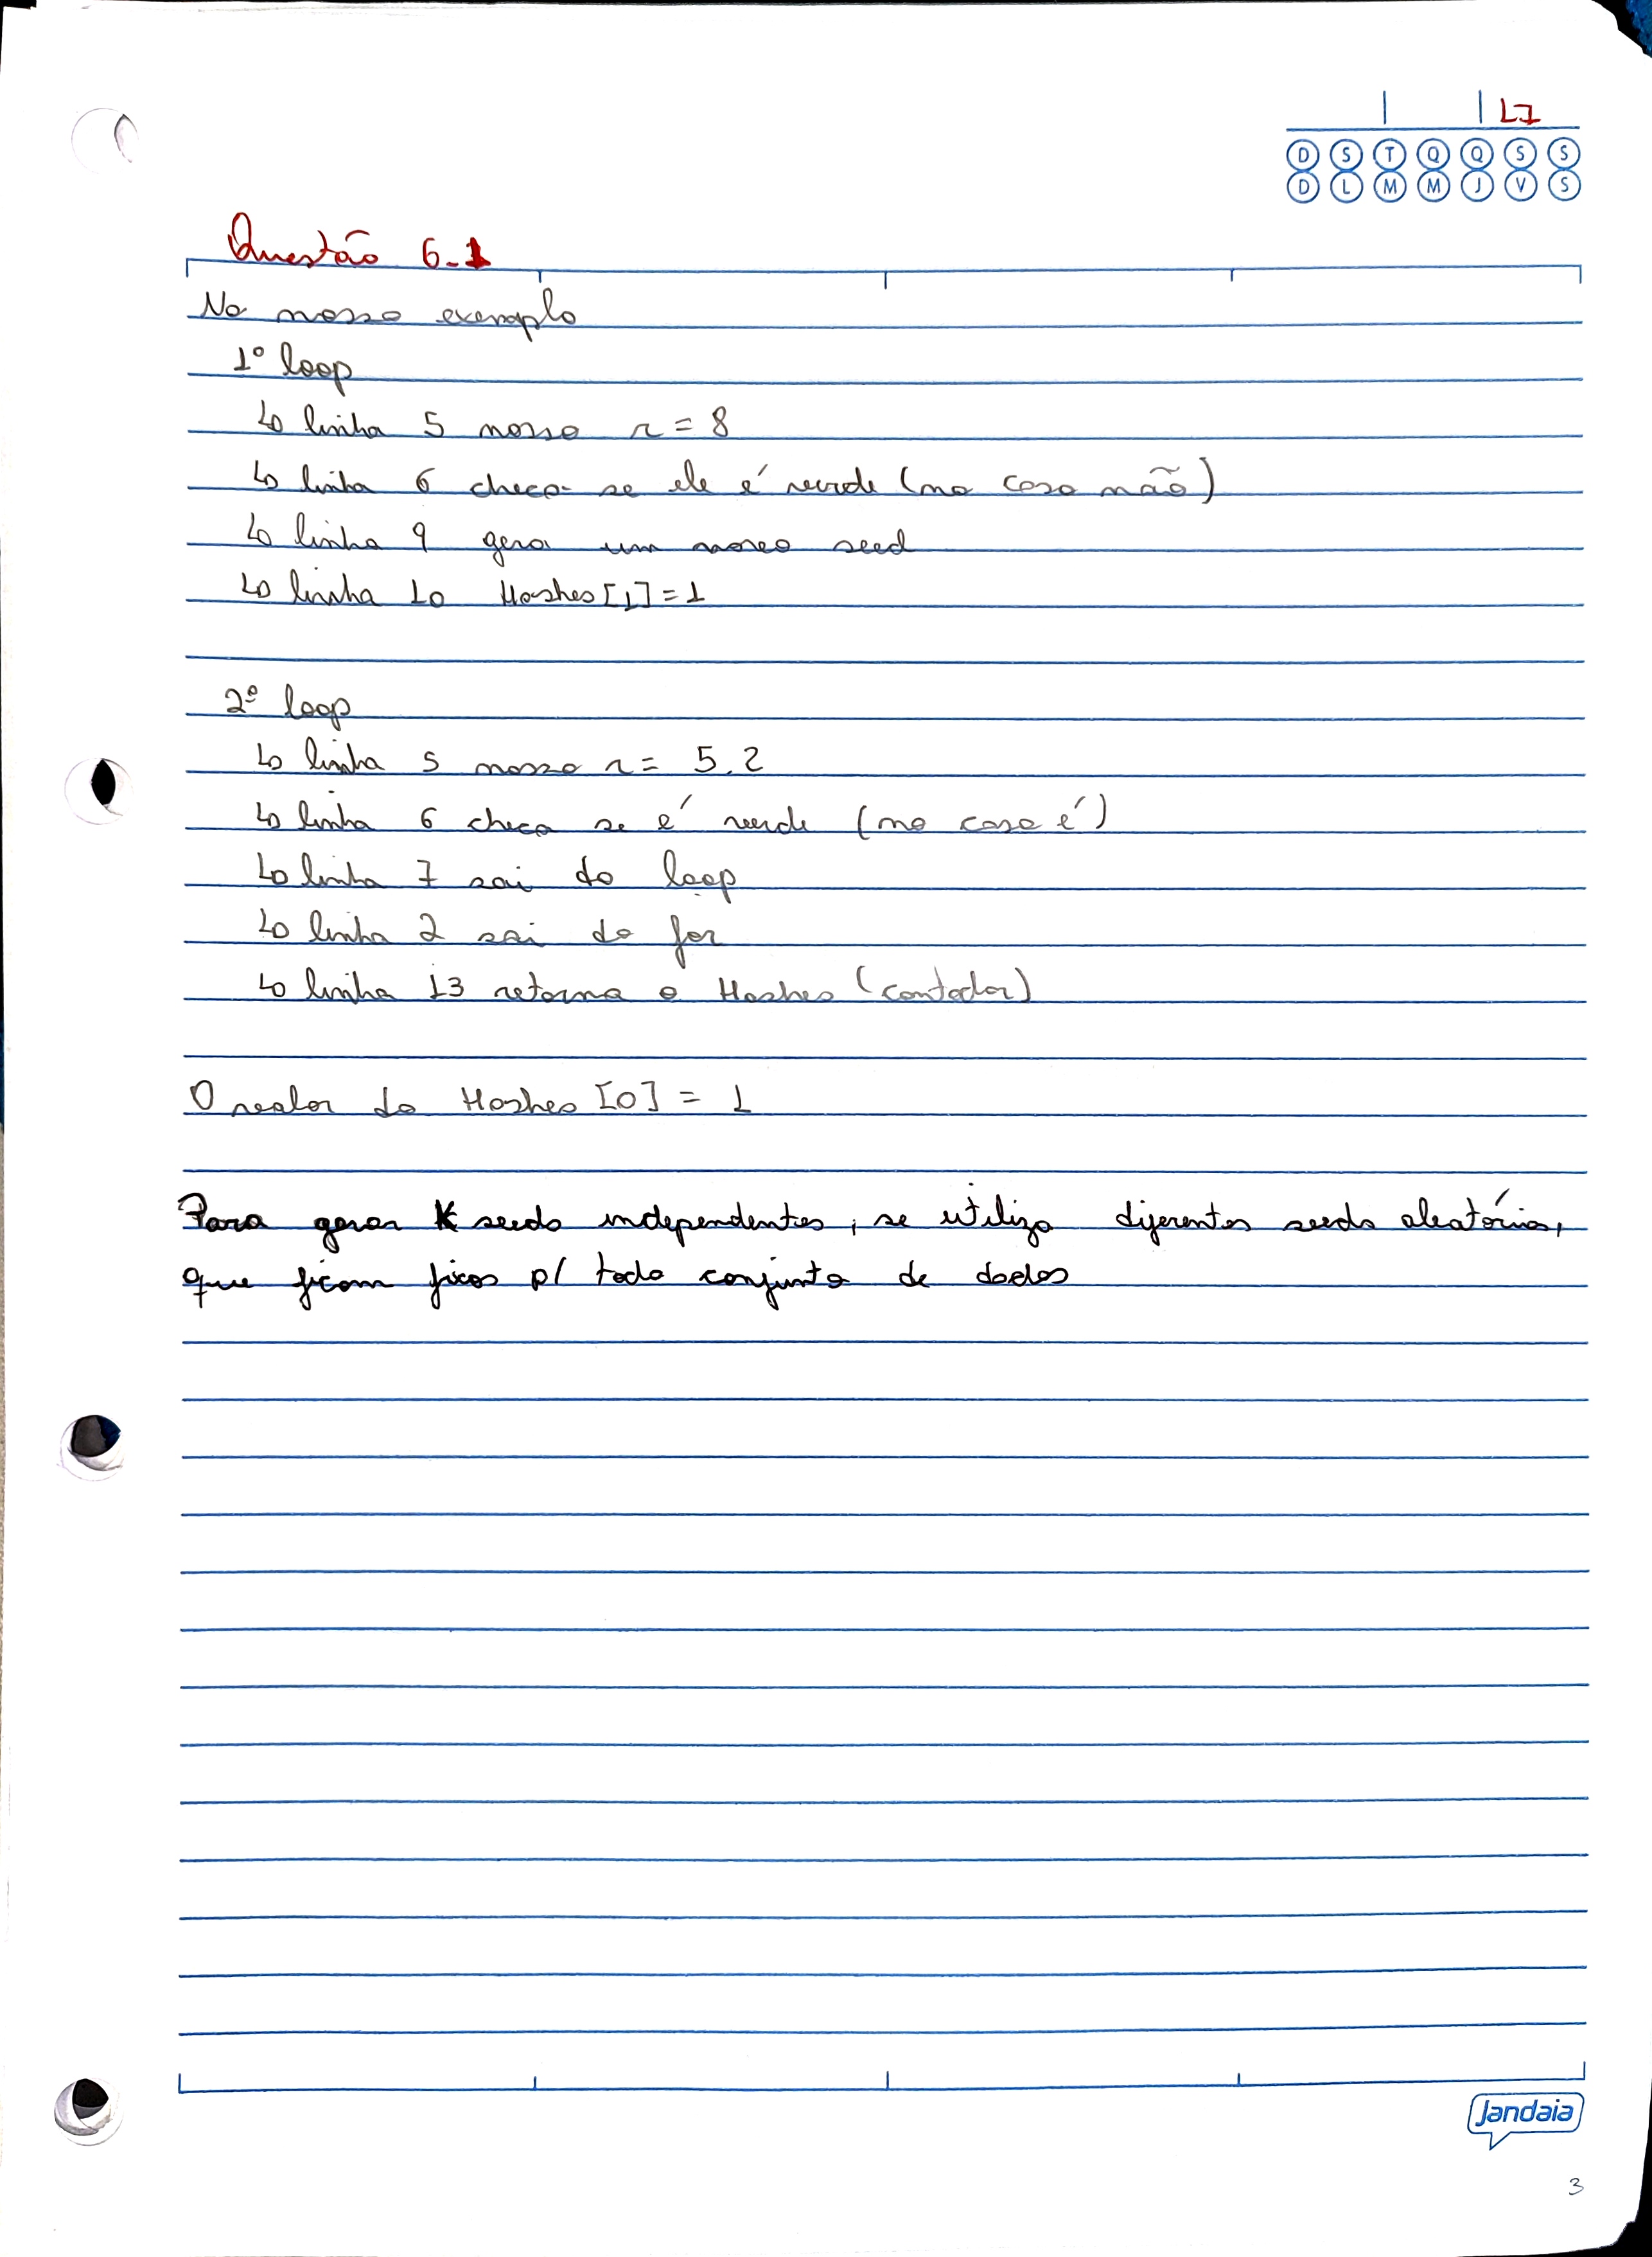 L7
D S T Q Q S S
D L M M J V S
Questão 6.1
No nosso exemplo
1º loop
↳ linha 5 nosso r = 8
↳ linha 6 checa se ele é verde (no caso não)
↳ linha 9 gera um novo seed
↳ linha 10 Hashes[1] = 1
2º loop
↳ linha 5 nosso r = 5.2
↳ linha 6 checa se é verde (no caso é)
↳ linha 7 sai do loop
↳ linha 2 sai do for
↳ linha 13 retorna o Hashes (contador)
O valor do Hashes [0] = 1
Para gerar K seeds independentes, se utiliza diferentes seeds aleatórias,
que ficam fixos p/ todo conjunto de dados
Jandaia
3